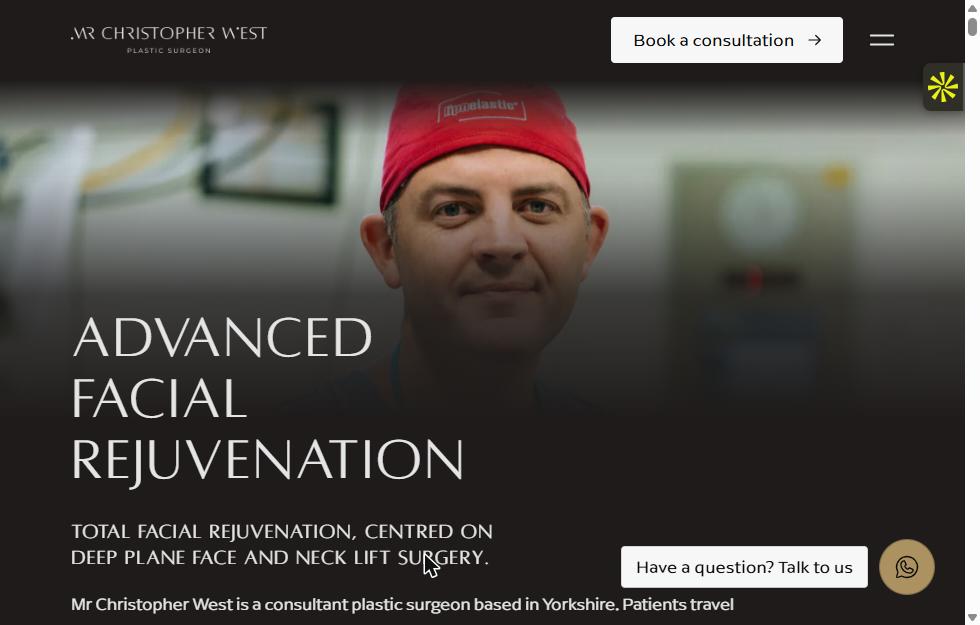 MR CHRISTOPHER WEST
PLASTIC SURGEON
Book a consultation
lipoelastic
ADVANCED
FACIAL
REJUVENATION
TOTAL FACIAL REJUVENATION, CENTRED ON
DEEP PLANE FACE AND NECK LIFT SURGERY.
Have a question? Talk to us
Mr Christopher West is a consultant plastic surgeon based in Yorkshire. Patients travel